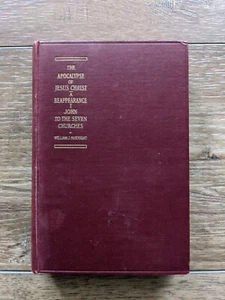 THE
APOCALYPSE
OF
JESUS CHRIST
A
REAPPEARANCE
JOHN
TO THE SEVEN
CHURCHES